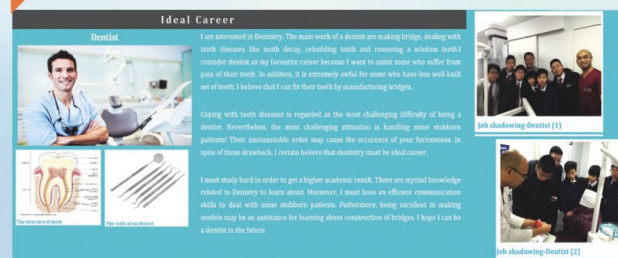 Ideal Career
Dentist
I am interested in Dentistry. The main work of a dentist are making bridge, dealing with
teeth diseases like tooth decay, rebuilding teeth and removing a wisdom teeth.I
consider dentist as my favourite career because I want to assist some who suffer from
pain of their teeth. In addition, it is extremely awful for some who have less well-built
set of teeth. I believe that I can fix their teeth by manufacturing bridges.
Coping with teeth diseases is regarded as the most challenging difficulty of being a
dentist. Nevertheless, the most challenging stituation is handling some stubborn
patients! Their unreasonable order may cause the occurence of your furiousness. In
spite of those drawback, I certain believe that dentistry must be ideal career.
I must study hard in order to get a higher academic result. There are myriad knowledge
related to Denistry to learn about. Moreover, I must have an efficient communication
skills to deal with some stubborn patients. Futhermore, being excellent in making
models may be an assistance for learning about construction of bridges. I hope I can be
a dentist in the future.
The structure of teeth
The tools of an dentist
Job shadowing-Dentist (1)
Job shadowing-Dentist (2)